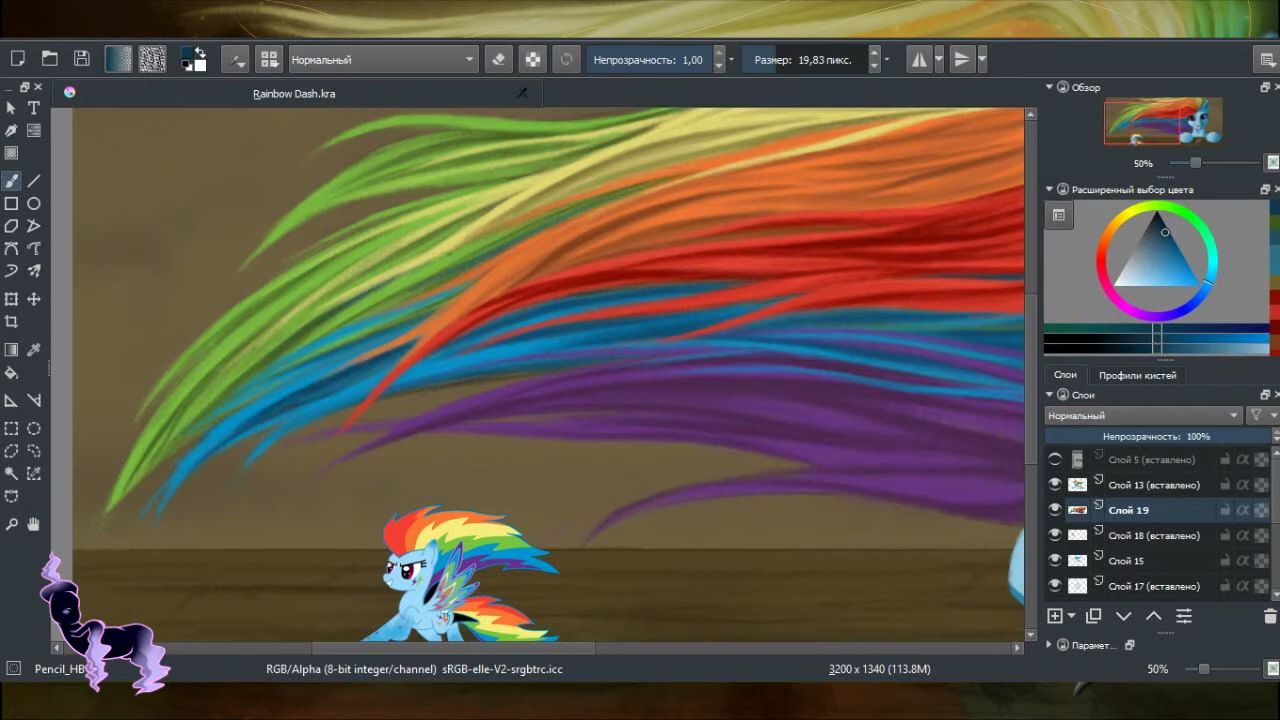 Нормальный
Непрозрачность: 1,00
Размер: 19,83 пикс.
Rainbow Dash.kra
Обзор
50%
Расширенный выбор цвета
Слои
Профили кистей
Слои
Нормальный
Непрозрачность: 100%
Слой 5 (вставлено)
Слой 13 (вставлено)
Слой 19
Слой 18 (вставлено)
Слой 15
Слой 17 (вставлено)
Парамет...
Pencil_HB
RGB/Alpha (8-bit integer/channel) sRGB-elle-V2-srgbtrc.icc
3200 x 1340 (113.8M)
50%